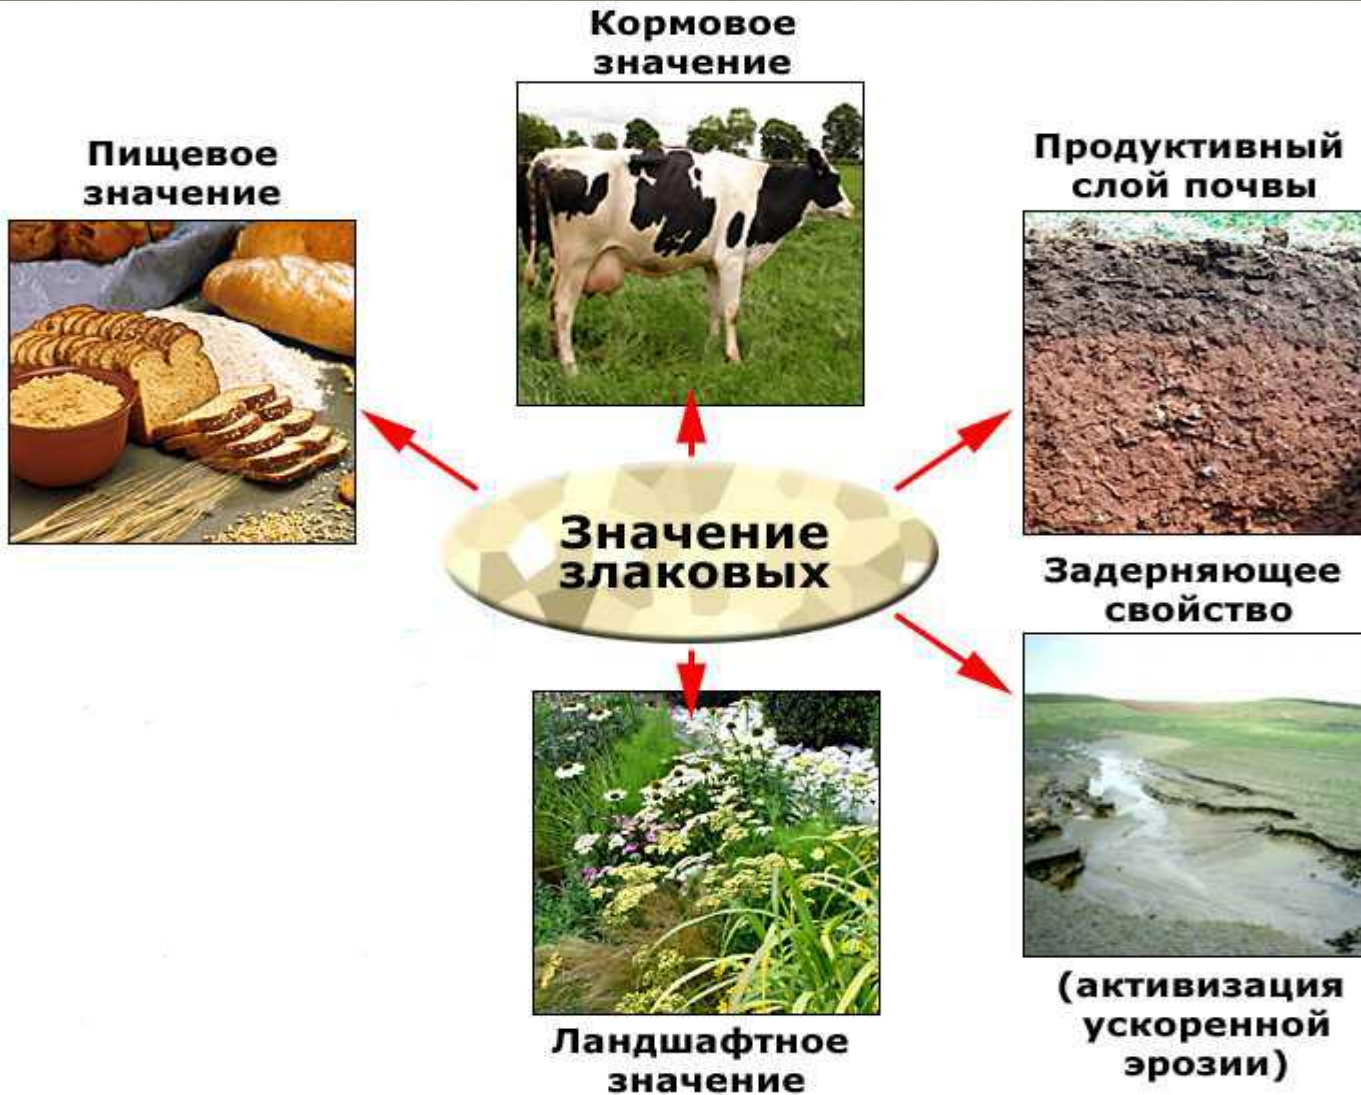 Кормовое
значение
Пищевое
значение
Продуктивный
слой почвы
Значение
злаковых
Задерняющее
свойство
(активизация
ускоренной
эрозии)
Ландшафтное
значение